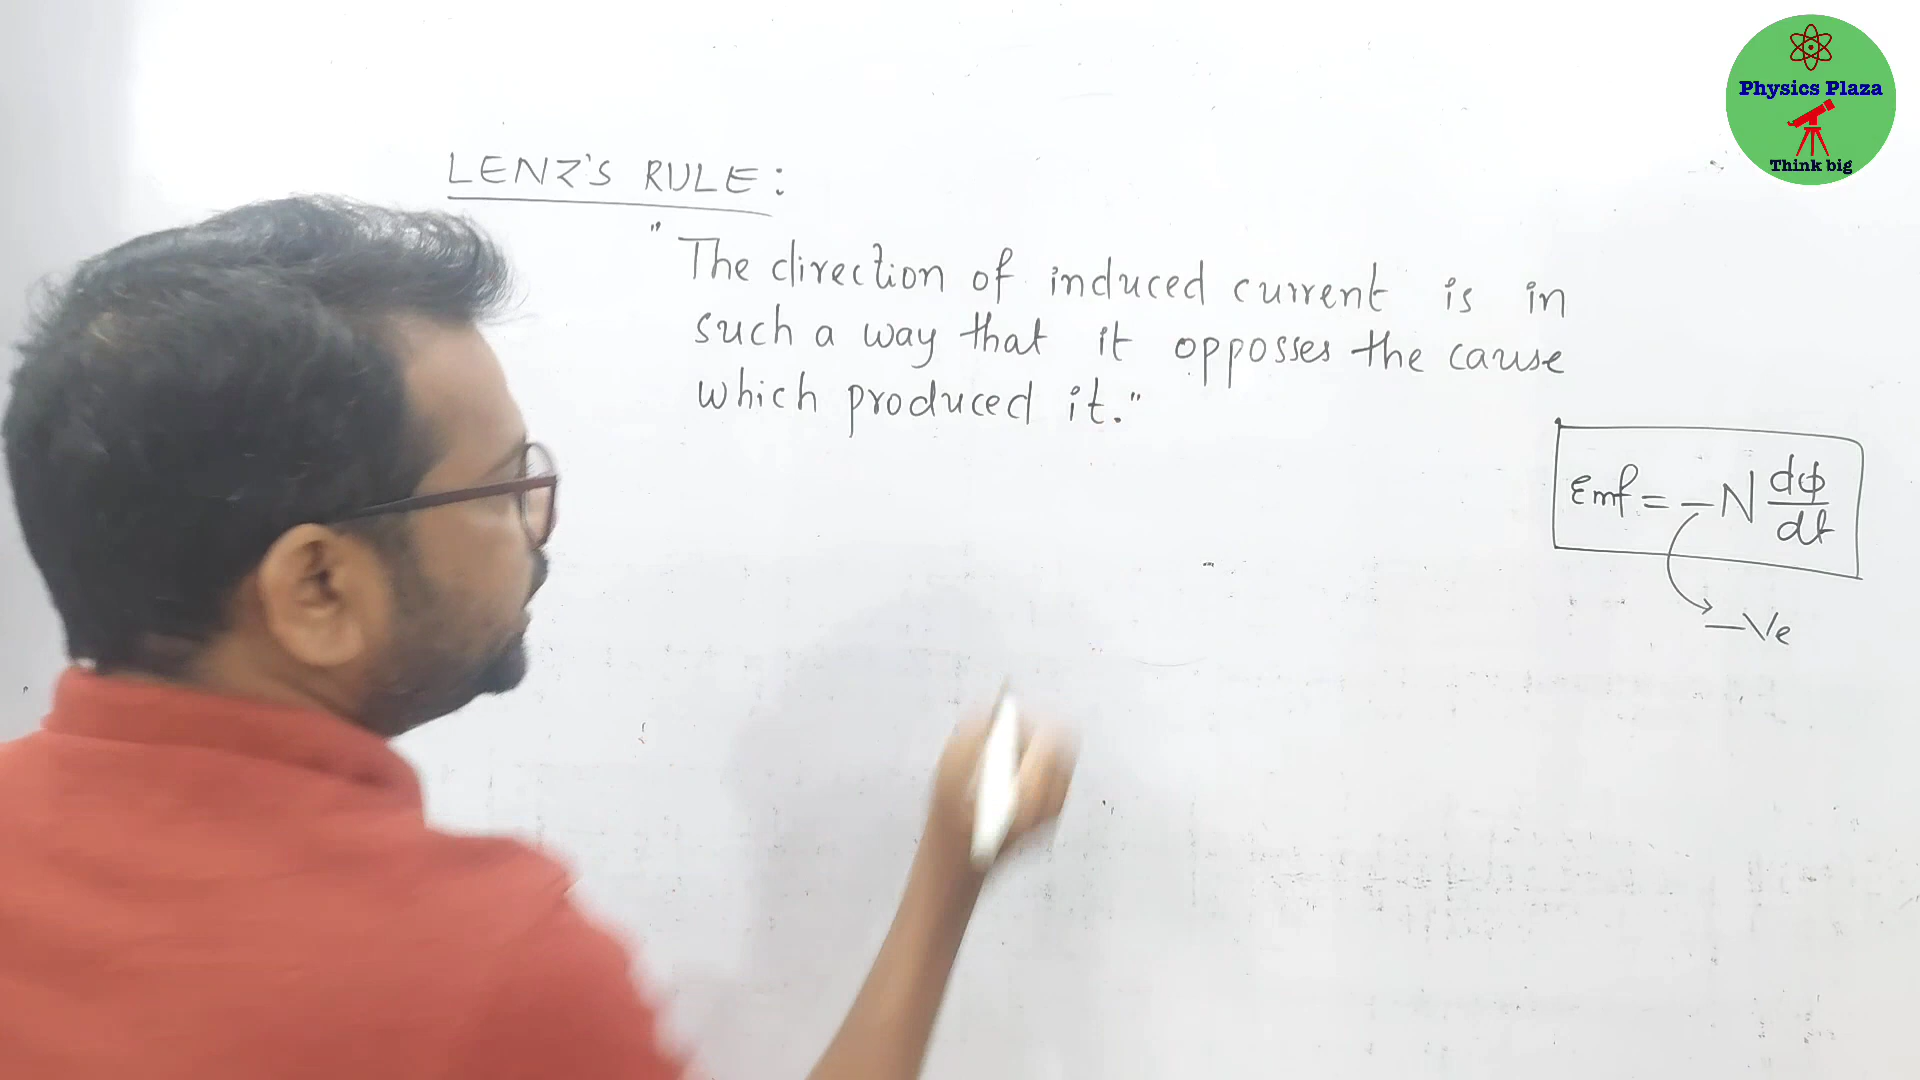 Physics Plaza
Think big
LENZ'S RULE:
"The direction of induced current is in
such a way that it opposses the cause
which produced it."
Emf = -N dφ/dt
-Ve